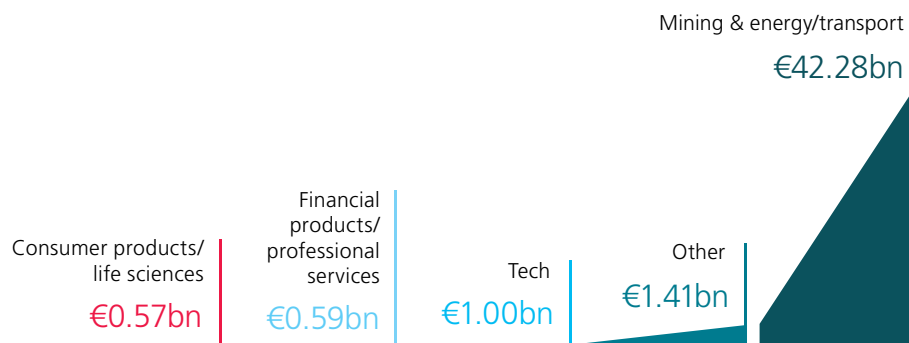 Mining & energy/transport
€42.28bn
Consumer products/
life sciences
€0.57bn
Financial
products/
professional
services
€0.59bn
Tech
€1.00bn
Other
€1.41bn